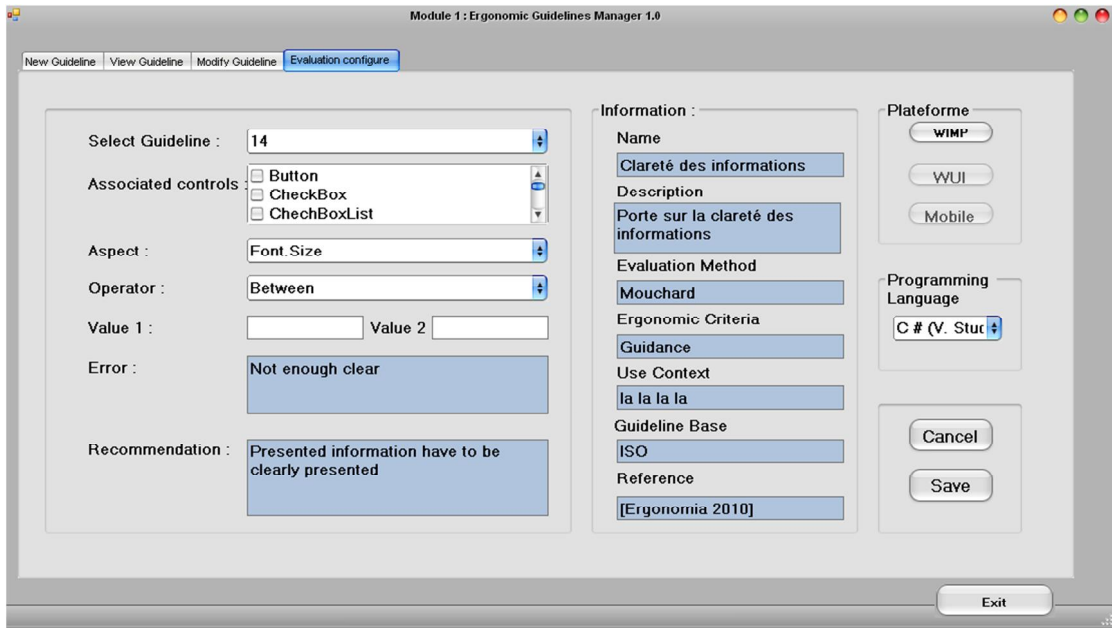 Module 1 : Ergonomic Guidelines Manager 1.0
New Guideline
View Guideline
Modify Guideline
Evaluation configure
Select Guideline :
14
Associated controls :
Button
CheckBox
ChechBoxList
Aspect :
Font.Size
Operator :
Between
Value 1 :
Value 2
Error :
Not enough clear
Recommendation :
Presented information have to be
clearly presented
Information :
Name
Clareté des informations
Description
Porte sur la clareté des
informations
Evaluation Method
Mouchard
Ergonomic Criteria
Guidance
Use Context
la la la la
Guideline Base
ISO
Reference
[Ergonomia 2010]
Plateforme
WIMP
WUI
Mobile
Programming
Language
C # (V. Stuc
Cancel
Save
Exit